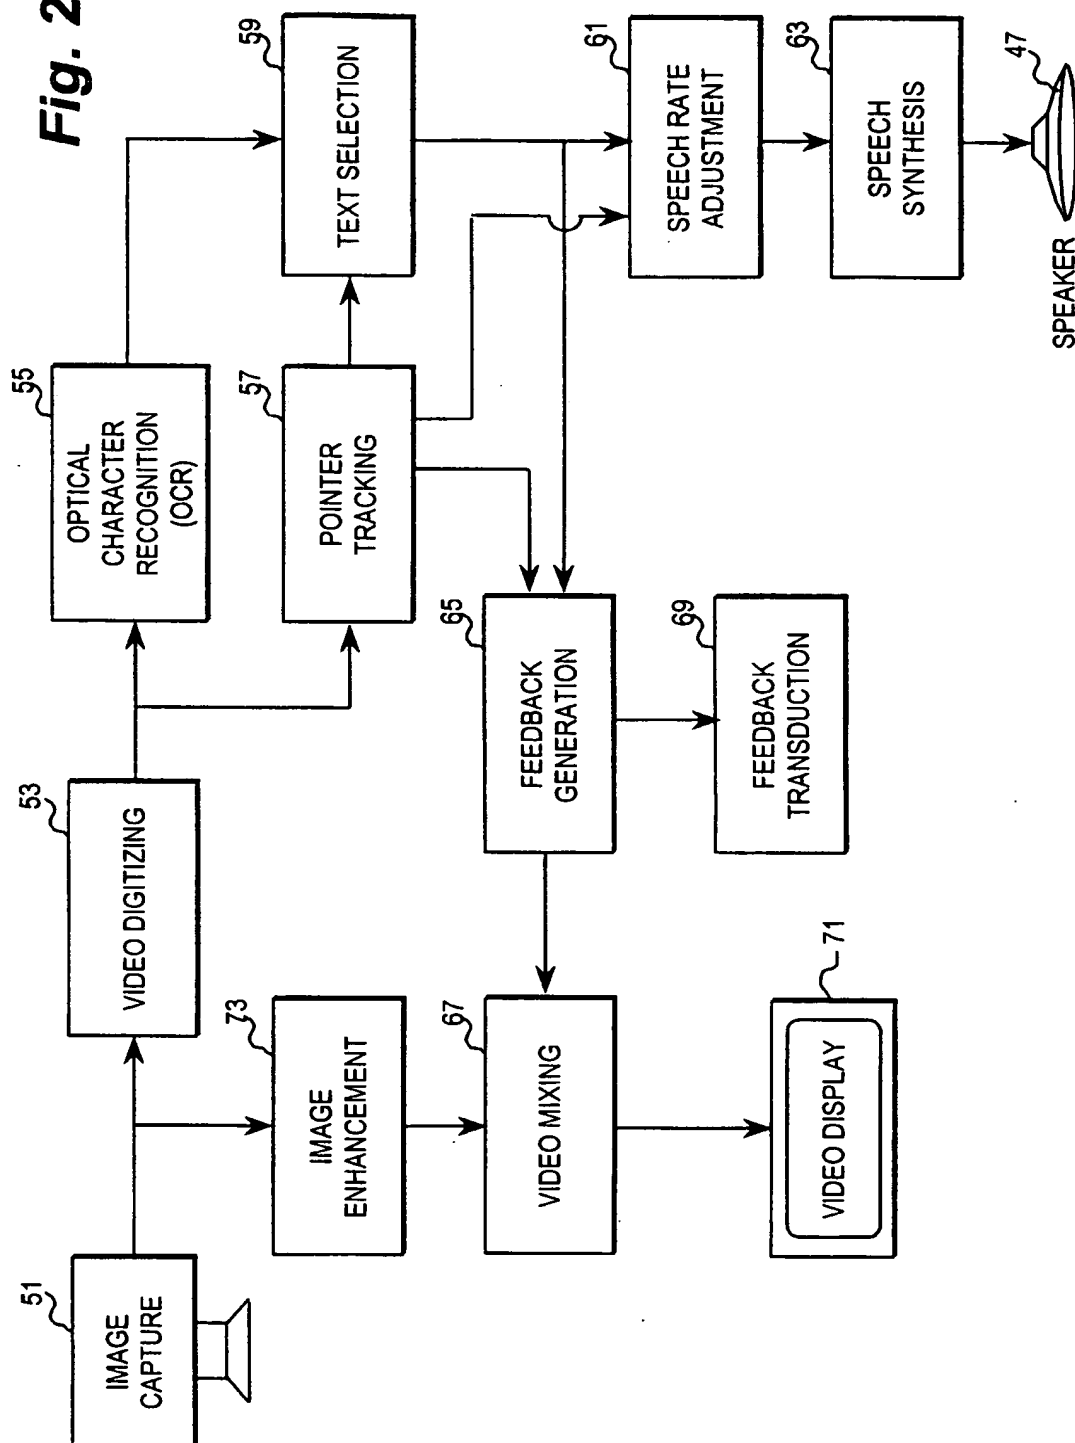 Fig. 2
51
IMAGE
CAPTURE
53
VIDEO DIGITIZING
55
OPTICAL
CHARACTER
RECOGNITION
(OCR)
57
POINTER
TRACKING
59
TEXT SELECTION
61
SPEECH RATE
ADJUSTMENT
63
SPEECH
SYNTHESIS
47
SPEAKER
65
FEEDBACK
GENERATION
69
FEEDBACK
TRANSDUCTION
73
IMAGE
ENHANCEMENT
67
VIDEO MIXING
71
VIDEO DISPLAY